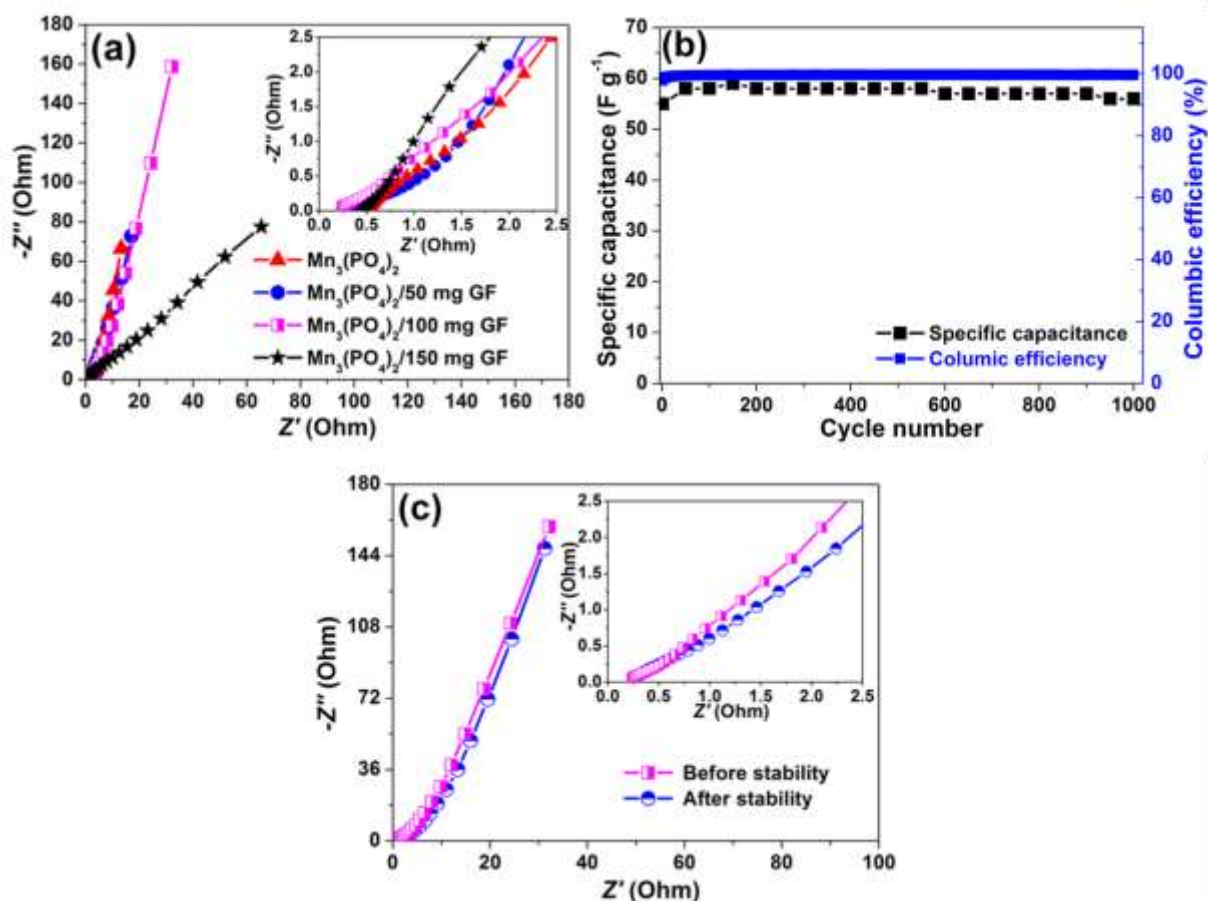 (a)
180
160
140
120
100
80
60
40
20
0
-Z'' (Ohm)
0 20 40 60 80 100 120 140 160 180
Z' (Ohm)
2.5
2.0
1.5
1.0
0.5
0.0
-Z'' (Ohm)
0.0 0.5 1.0 1.5 2.0 2.5
Z' (Ohm)
Mn₃(PO₄)₂
Mn₃(PO₄)₂/50 mg GF
Mn₃(PO₄)₂/100 mg GF
Mn₃(PO₄)₂/150 mg GF
(b)
70
60
50
40
30
20
10
0
Specific capacitance (F g⁻¹)
100
80
60
40
20
0
Columbic efficiency (%)
Specific capacitance
Columic efficiency
0 200 400 600 800 1000
Cycle number
(c)
180
144
108
72
36
0
-Z'' (Ohm)
0 20 40 60 80 100
Z' (Ohm)
2.5
2.0
1.5
1.0
0.5
0.0
-Z'' (Ohm)
0.0 0.5 1.0 1.5 2.0 2.5
Z' (Ohm)
Before stability
After stability